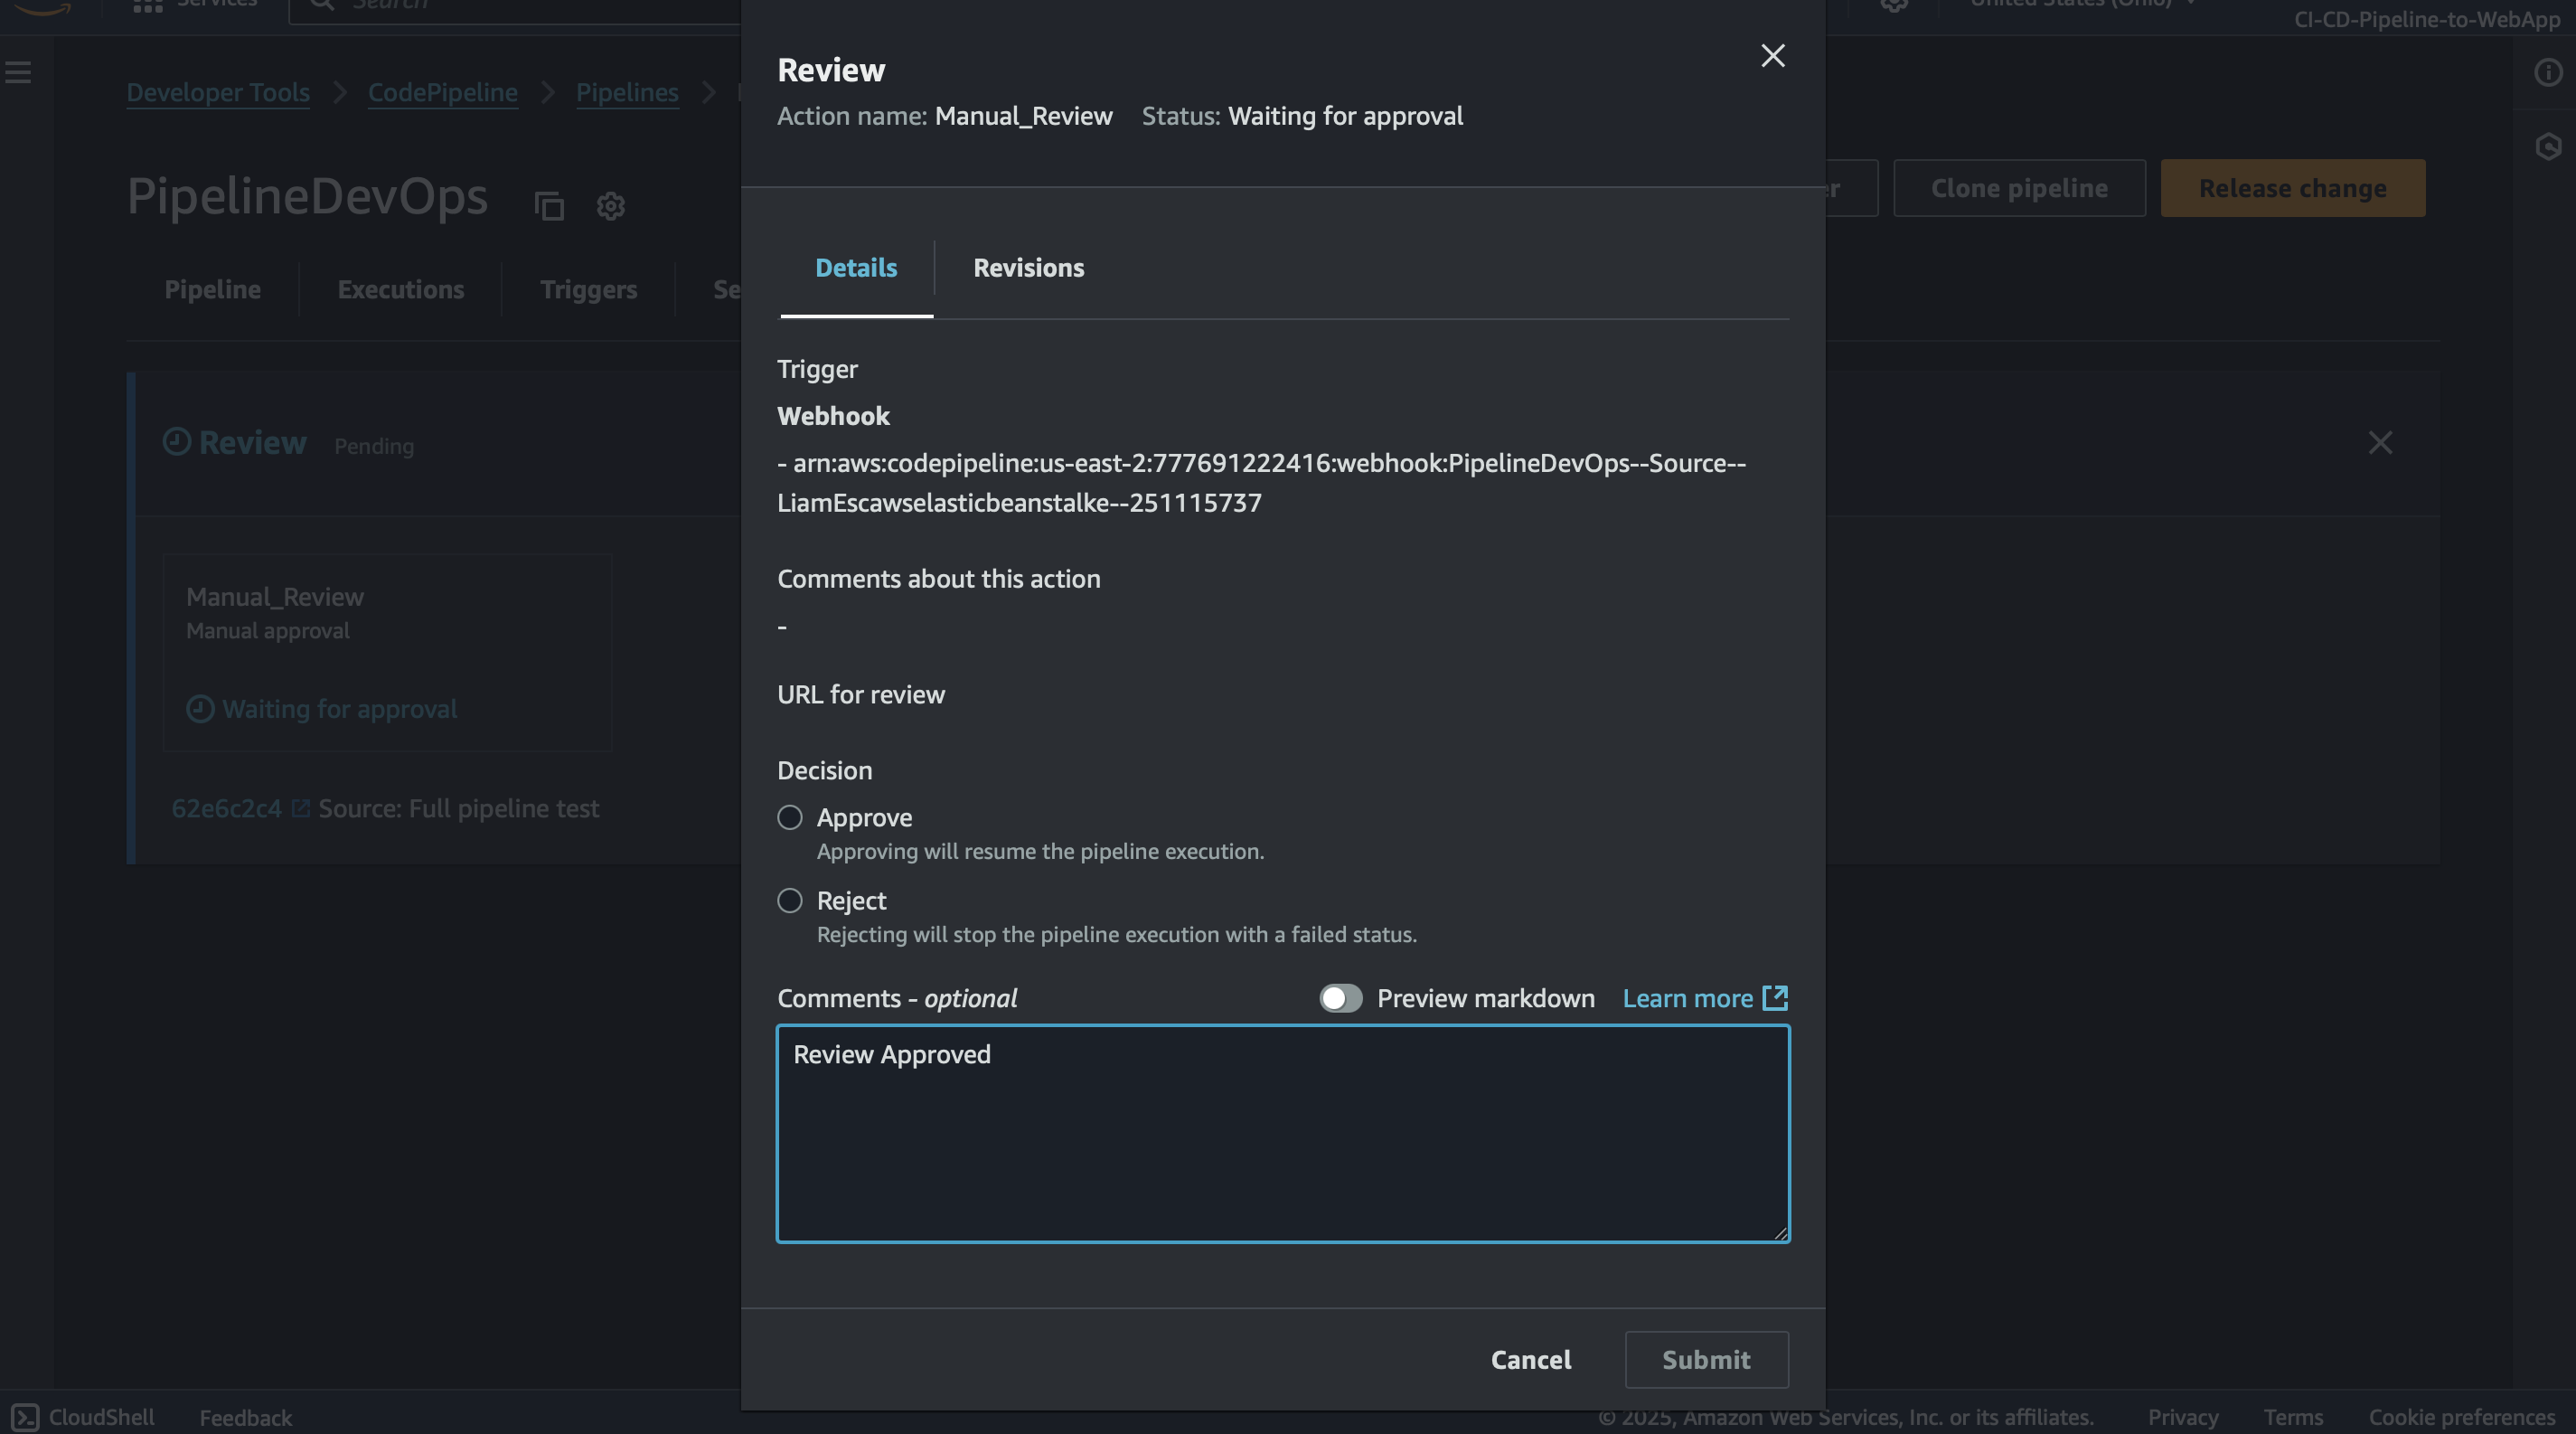 Services
Search
United States (Ohio)
CI-CD-Pipeline-to-WebApp
Developer Tools
CodePipeline
Pipelines
PipelineDevOps
Clone pipeline
Release change
Pipeline
Executions
Triggers
Review
Pending
Manual_Review
Manual approval
Waiting for approval
62e6c2c4
Source: Full pipeline test
Review
Action name: Manual_Review Status: Waiting for approval
Details
Revisions
Trigger
Webhook
- arn:aws:codepipeline:us-east-2:777691222416:webhook:PipelineDevOps--Source--
LiamEscawselasticbeanstalke--251115737
Comments about this action
-
URL for review
Decision
Approve
Approving will resume the pipeline execution.
Reject
Rejecting will stop the pipeline execution with a failed status.
Comments - optional
Preview markdown
Learn more
Review Approved
Cancel
Submit
CloudShell
Feedback
© 2025, Amazon Web Services, Inc. or its affiliates.
Privacy
Terms
Cookie preferences